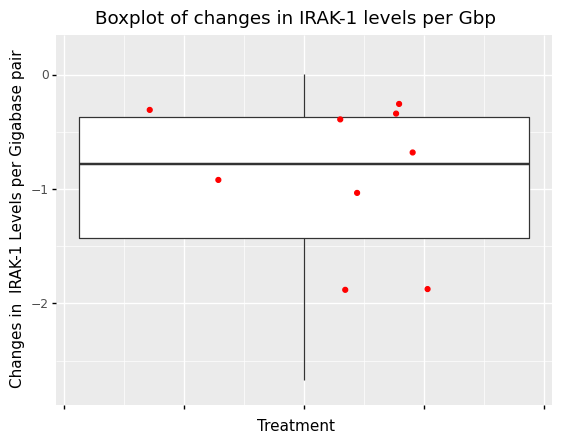 Boxplot of changes in IRAK-1 levels per Gbp
Changes in  IRAK-1 Levels per Gigabase pair
0
−1
−2
Treatment